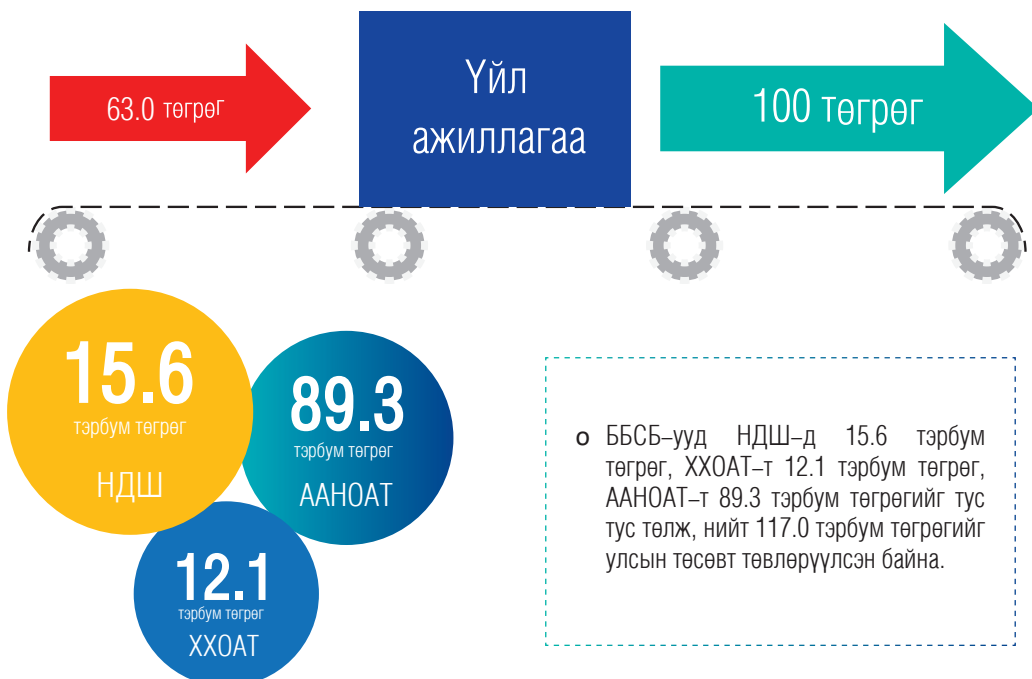 63.0 төгрөг
Үйл
ажиллагаа
100 төгрөг
15.6
тэрбум төгрөг
НДШ
89.3
тэрбум төгрөг
ААНОАТ
12.1
тэрбум төгрөг
ХХОАТ
o ББСБ–ууд НДШ–д 15.6 тэрбум
төгрөг, ХХОАТ–т 12.1 тэрбум төгрөг,
ААНОАТ–т 89.3 тэрбум төгрөгийг тус
тус төлж, нийт 117.0 тэрбум төгрөгийг
улсын төсөвт төвлөрүүлсэн байна.